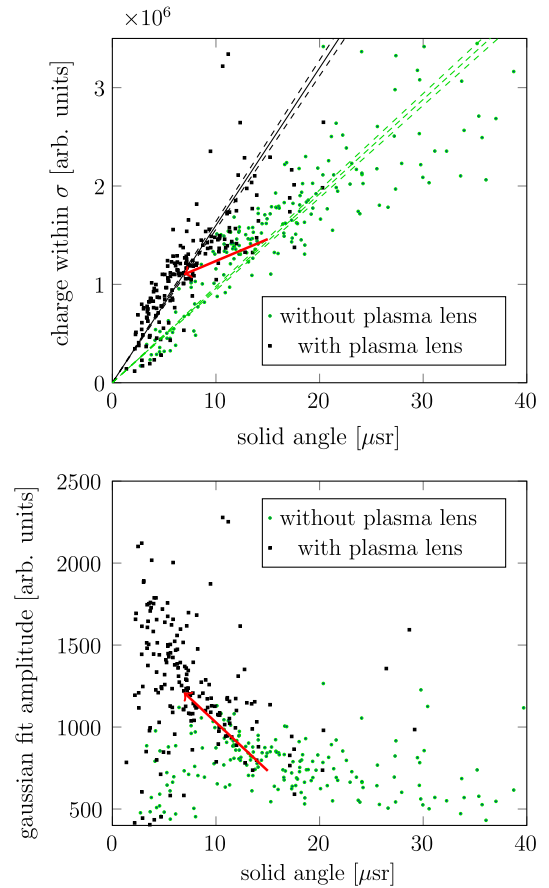 ×10⁶
3
2
1
0
charge within σ [arb. units]
without plasma lens
with plasma lens
0 10 20 30 40
solid angle [μsr]
2500
2000
1500
1000
500
gaussian fit amplitude [arb. units]
without plasma lens
with plasma lens
0 10 20 30 40
solid angle [μsr]